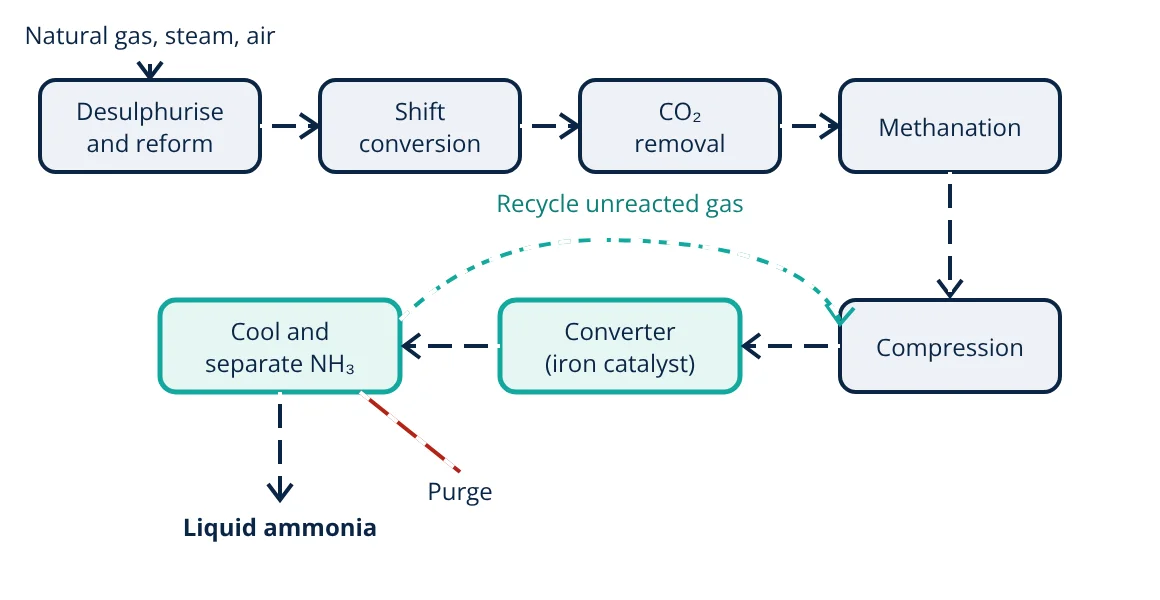 Natural gas, steam, air
Desulphurise
and reform
Shift
conversion
CO₂
removal
Methanation
Recycle unreacted gas
Cool and
separate NH₃
Converter
(iron catalyst)
Compression
Purge
Liquid ammonia